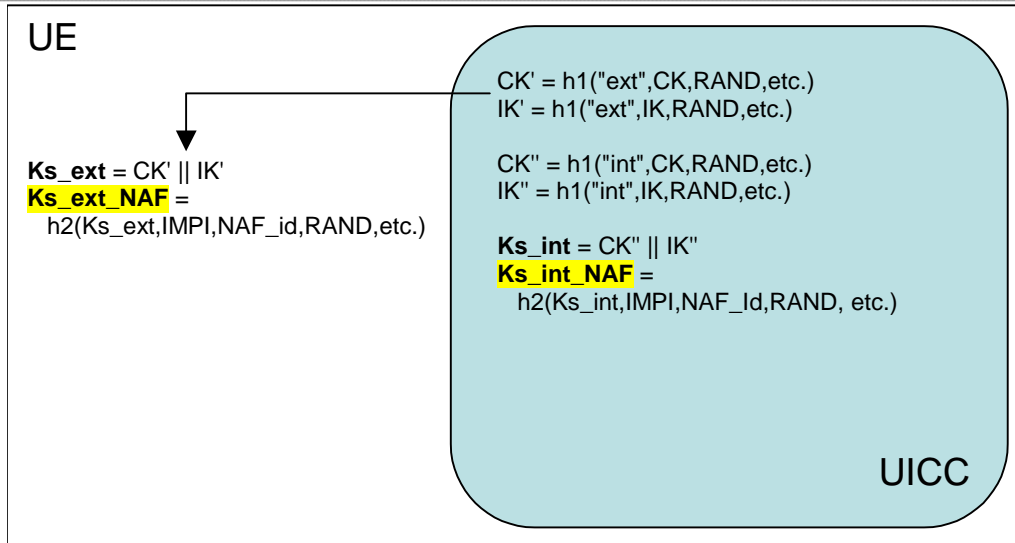 UE
Ks_ext = CK' || IK'
Ks_ext_NAF =
h2(Ks_ext,IMPI,NAF_id,RAND,etc.)
CK' = h1("ext",CK,RAND,etc.)
IK' = h1("ext",IK,RAND,etc.)
CK'' = h1("int",CK,RAND,etc.)
IK'' = h1("int",IK,RAND,etc.)
Ks_int = CK'' || IK''
Ks_int_NAF =
h2(Ks_int,IMPI,NAF_Id,RAND, etc.)
UICC